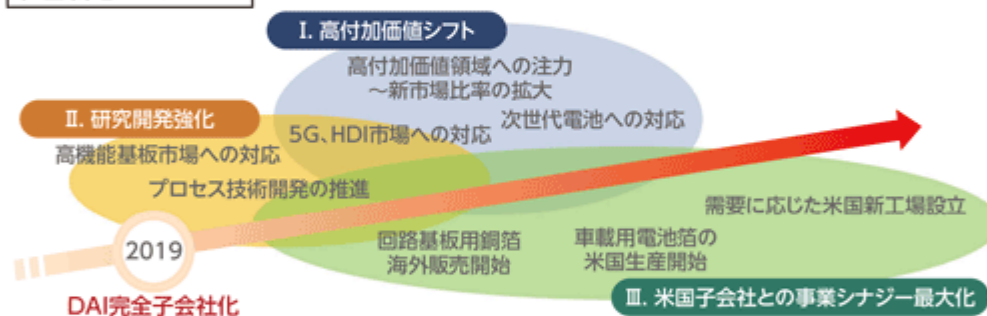 I. 高付加価値シフト
高付加価値領域への注力
～新市場比率の拡大
II. 研究開発強化
5G、HDI市場への対応
次世代電池への対応
高機能基板市場への対応
プロセス技術開発の推進
需要に応じた米国新工場設立
2019
回路基板用銅箔
海外販売開始
車載用電池箔の
米国生産開始
DAI完全子会社化
III. 米国子会社との事業シナジー最大化